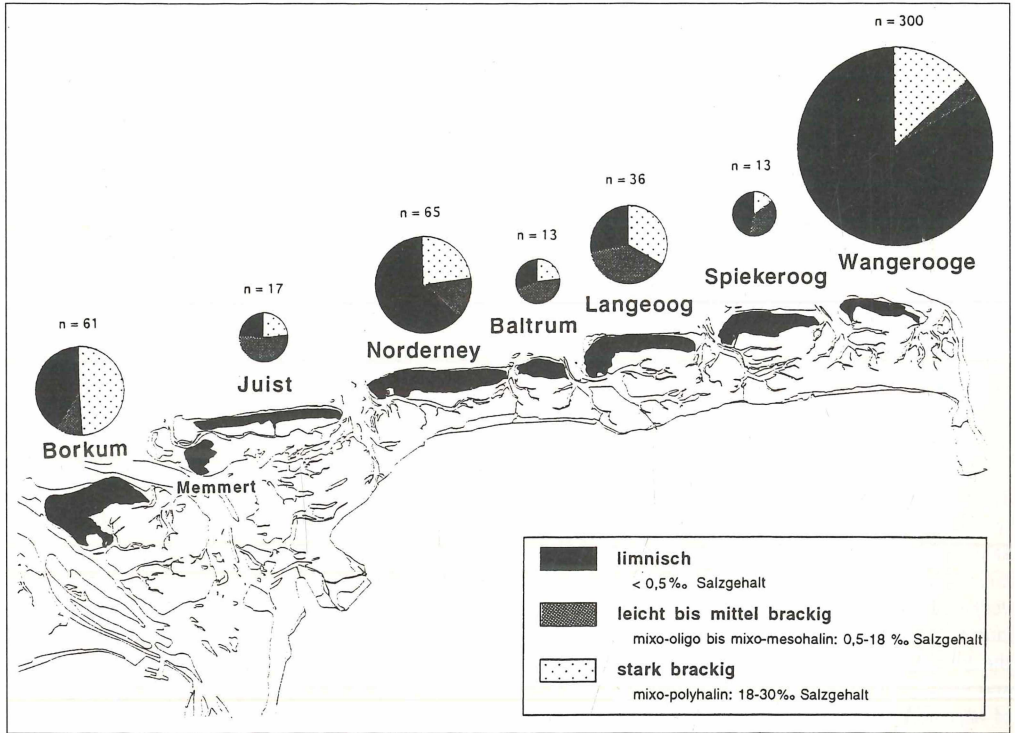 n = 300
n = 13
n = 36
n = 65
n = 13
Wangerooge
Spiekeroog
n = 17
Langeoog
Baltrum
n = 61
Norderney
Juist
Borkum
Memmert
limnisch
< 0,5‰ Salzgehalt
leicht bis mittel brackig
mixo-oligo bis mixo-mesohalin: 0,5-18 ‰ Salzgehalt
stark brackig
mixo-polyhalin: 18-30‰ Salzgehalt